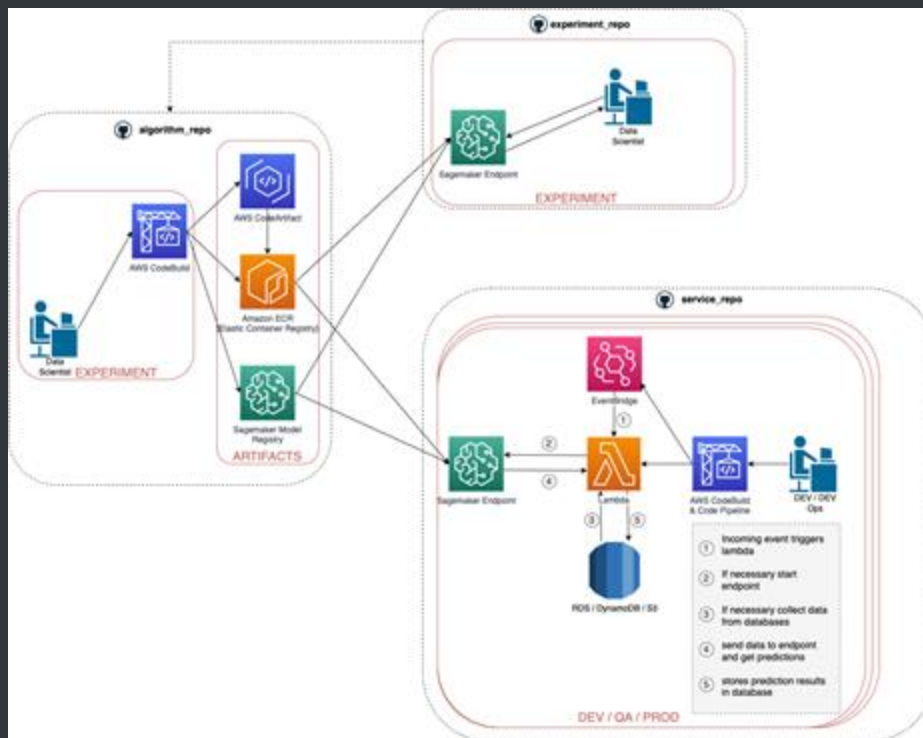 experiment_repo
Data
Scientist
Sagemaker Endpoint
EXPERIMENT
algorithm_repo
AWS CodeArtifact
AWS CodeBuild
Amazon ECR
(Elastic Container Registry)
Data
Scientist
EXPERIMENT
Sagemaker Model
Registry
ARTIFACTS
service_repo
EventBridge
1
2
4
Sagemaker Endpoint
Lambda
AWS CodeBuild
& Code Pipeline
DEV / DEV
Ops
3
5
RDS / DynamoDB / S3
1 Incoming event triggers
lambda
2 If necessary start
endpoint
3 If necessary collect data
from databases
4 send data to endpoint
and get predictions
5 stores prediction results
in database
DEV / QA / PROD